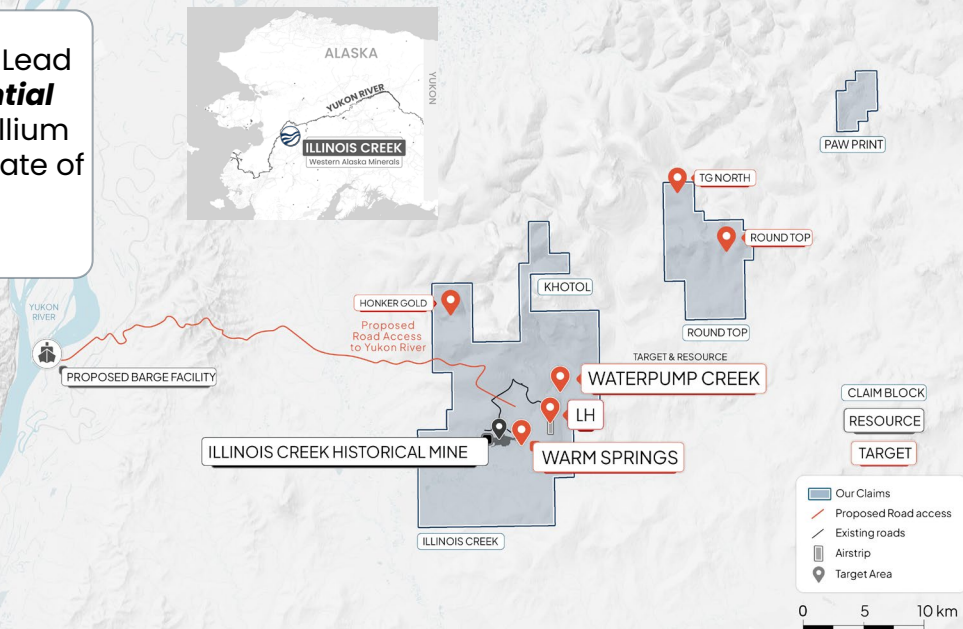 Lead
ntial
llium
ate of
ALASKA
YUKON
YUKON RIVER
ILLINOIS CREEK
Western Alaska Minerals
PAW PRINT
TG NORTH
ROUND TOP
KHOTOL
HONKER GOLD
Proposed
Road Access
to Yukon River
YUKON
RIVER
ROUND TOP
TARGET & RESOURCE
WATERPUMP CREEK
PROPOSED BARGE FACILITY
LH
ILLINOIS CREEK HISTORICAL MINE
WARM SPRINGS
ILLINOIS CREEK
CLAIM BLOCK
RESOURCE
TARGET
Our Claims
Proposed Road access
Existing roads
Airstrip
Target Area
0 5 10 km